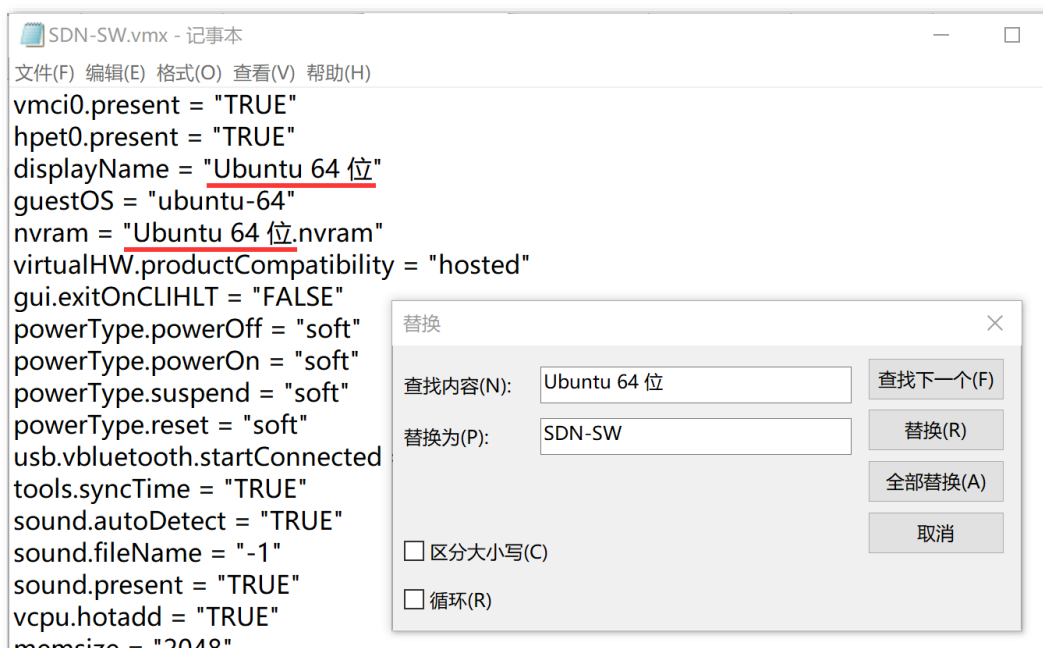 SDN-SW.vmx - 记事本
文件(F) 编辑(E) 格式(O) 查看(V) 帮助(H)
vmci0.present = "TRUE"
hpet0.present = "TRUE"
displayName = "Ubuntu 64 位"
guestOS = "ubuntu-64"
nvram = "Ubuntu 64 位.nvram"
virtualHW.productCompatibility = "hosted"
gui.exitOnCLIHLT = "FALSE"
powerType.powerOff = "soft"
powerType.powerOn = "soft"
powerType.suspend = "soft"
powerType.reset = "soft"
usb.vbluetooth.startConnected
tools.syncTime = "TRUE"
sound.autoDetect = "TRUE"
sound.fileName = "-1"
sound.present = "TRUE"
vcpu.hotadd = "TRUE"
memsize = "2048"
替换
查找内容(N): Ubuntu 64 位 查找下一个(F)
替换为(P): SDN-SW 替换(R)
全部替换(A)
取消
区分大小写(C)
循环(R)